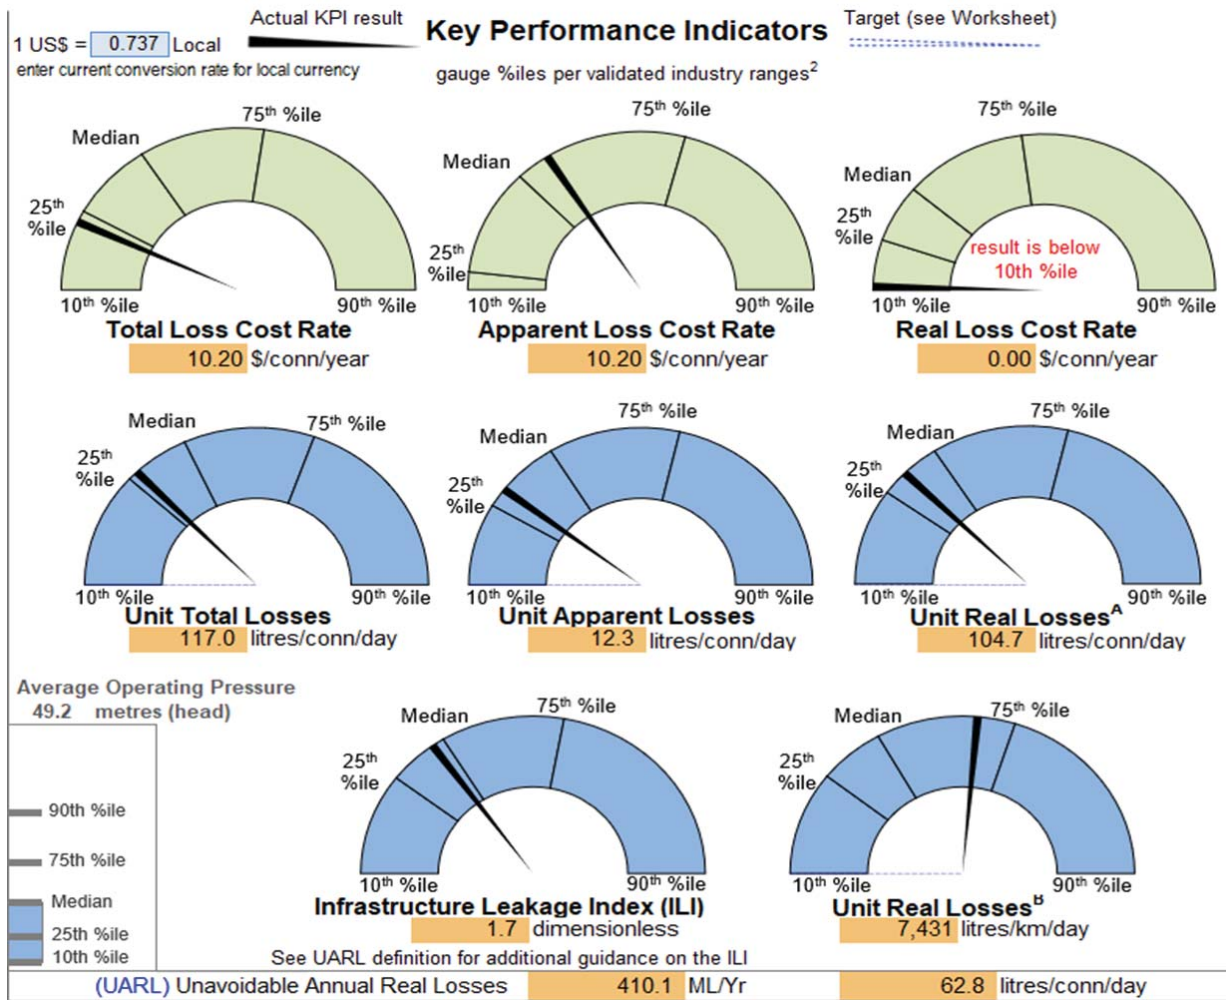 Actual KPI result
Key Performance Indicators
Target (see Worksheet)
1 US$ = 0.737 Local
enter current conversion rate for local currency
gauge %iles per validated industry ranges²
25th %ile
Median
75th %ile
10th %ile
90th %ile
Total Loss Cost Rate
10.20 $/conn/year
25th %ile
Median
75th %ile
10th %ile
90th %ile
Apparent Loss Cost Rate
10.20 $/conn/year
25th %ile
Median
75th %ile
result is below
10th %ile
10th %ile
90th %ile
Real Loss Cost Rate
0.00 $/conn/year
25th %ile
Median
75th %ile
10th %ile
90th %ile
Unit Total Losses
117.0 litres/conn/day
25th %ile
Median
75th %ile
10th %ile
90th %ile
Unit Apparent Losses
12.3 litres/conn/day
25th %ile
Median
75th %ile
10th %ile
90th %ile
Unit Real Losses^A
104.7 litres/conn/day
Average Operating Pressure
49.2 metres (head)
90th %ile
75th %ile
Median
25th %ile
10th %ile
25th %ile
Median
75th %ile
10th %ile
90th %ile
Infrastructure Leakage Index (ILI)
1.7 dimensionless
See UARL definition for additional guidance on the ILI
25th %ile
Median
75th %ile
10th %ile
90th %ile
Unit Real Losses^B
7,431 litres/km/day
(UARL) Unavoidable Annual Real Losses 410.1 ML/Yr 62.8 litres/conn/day